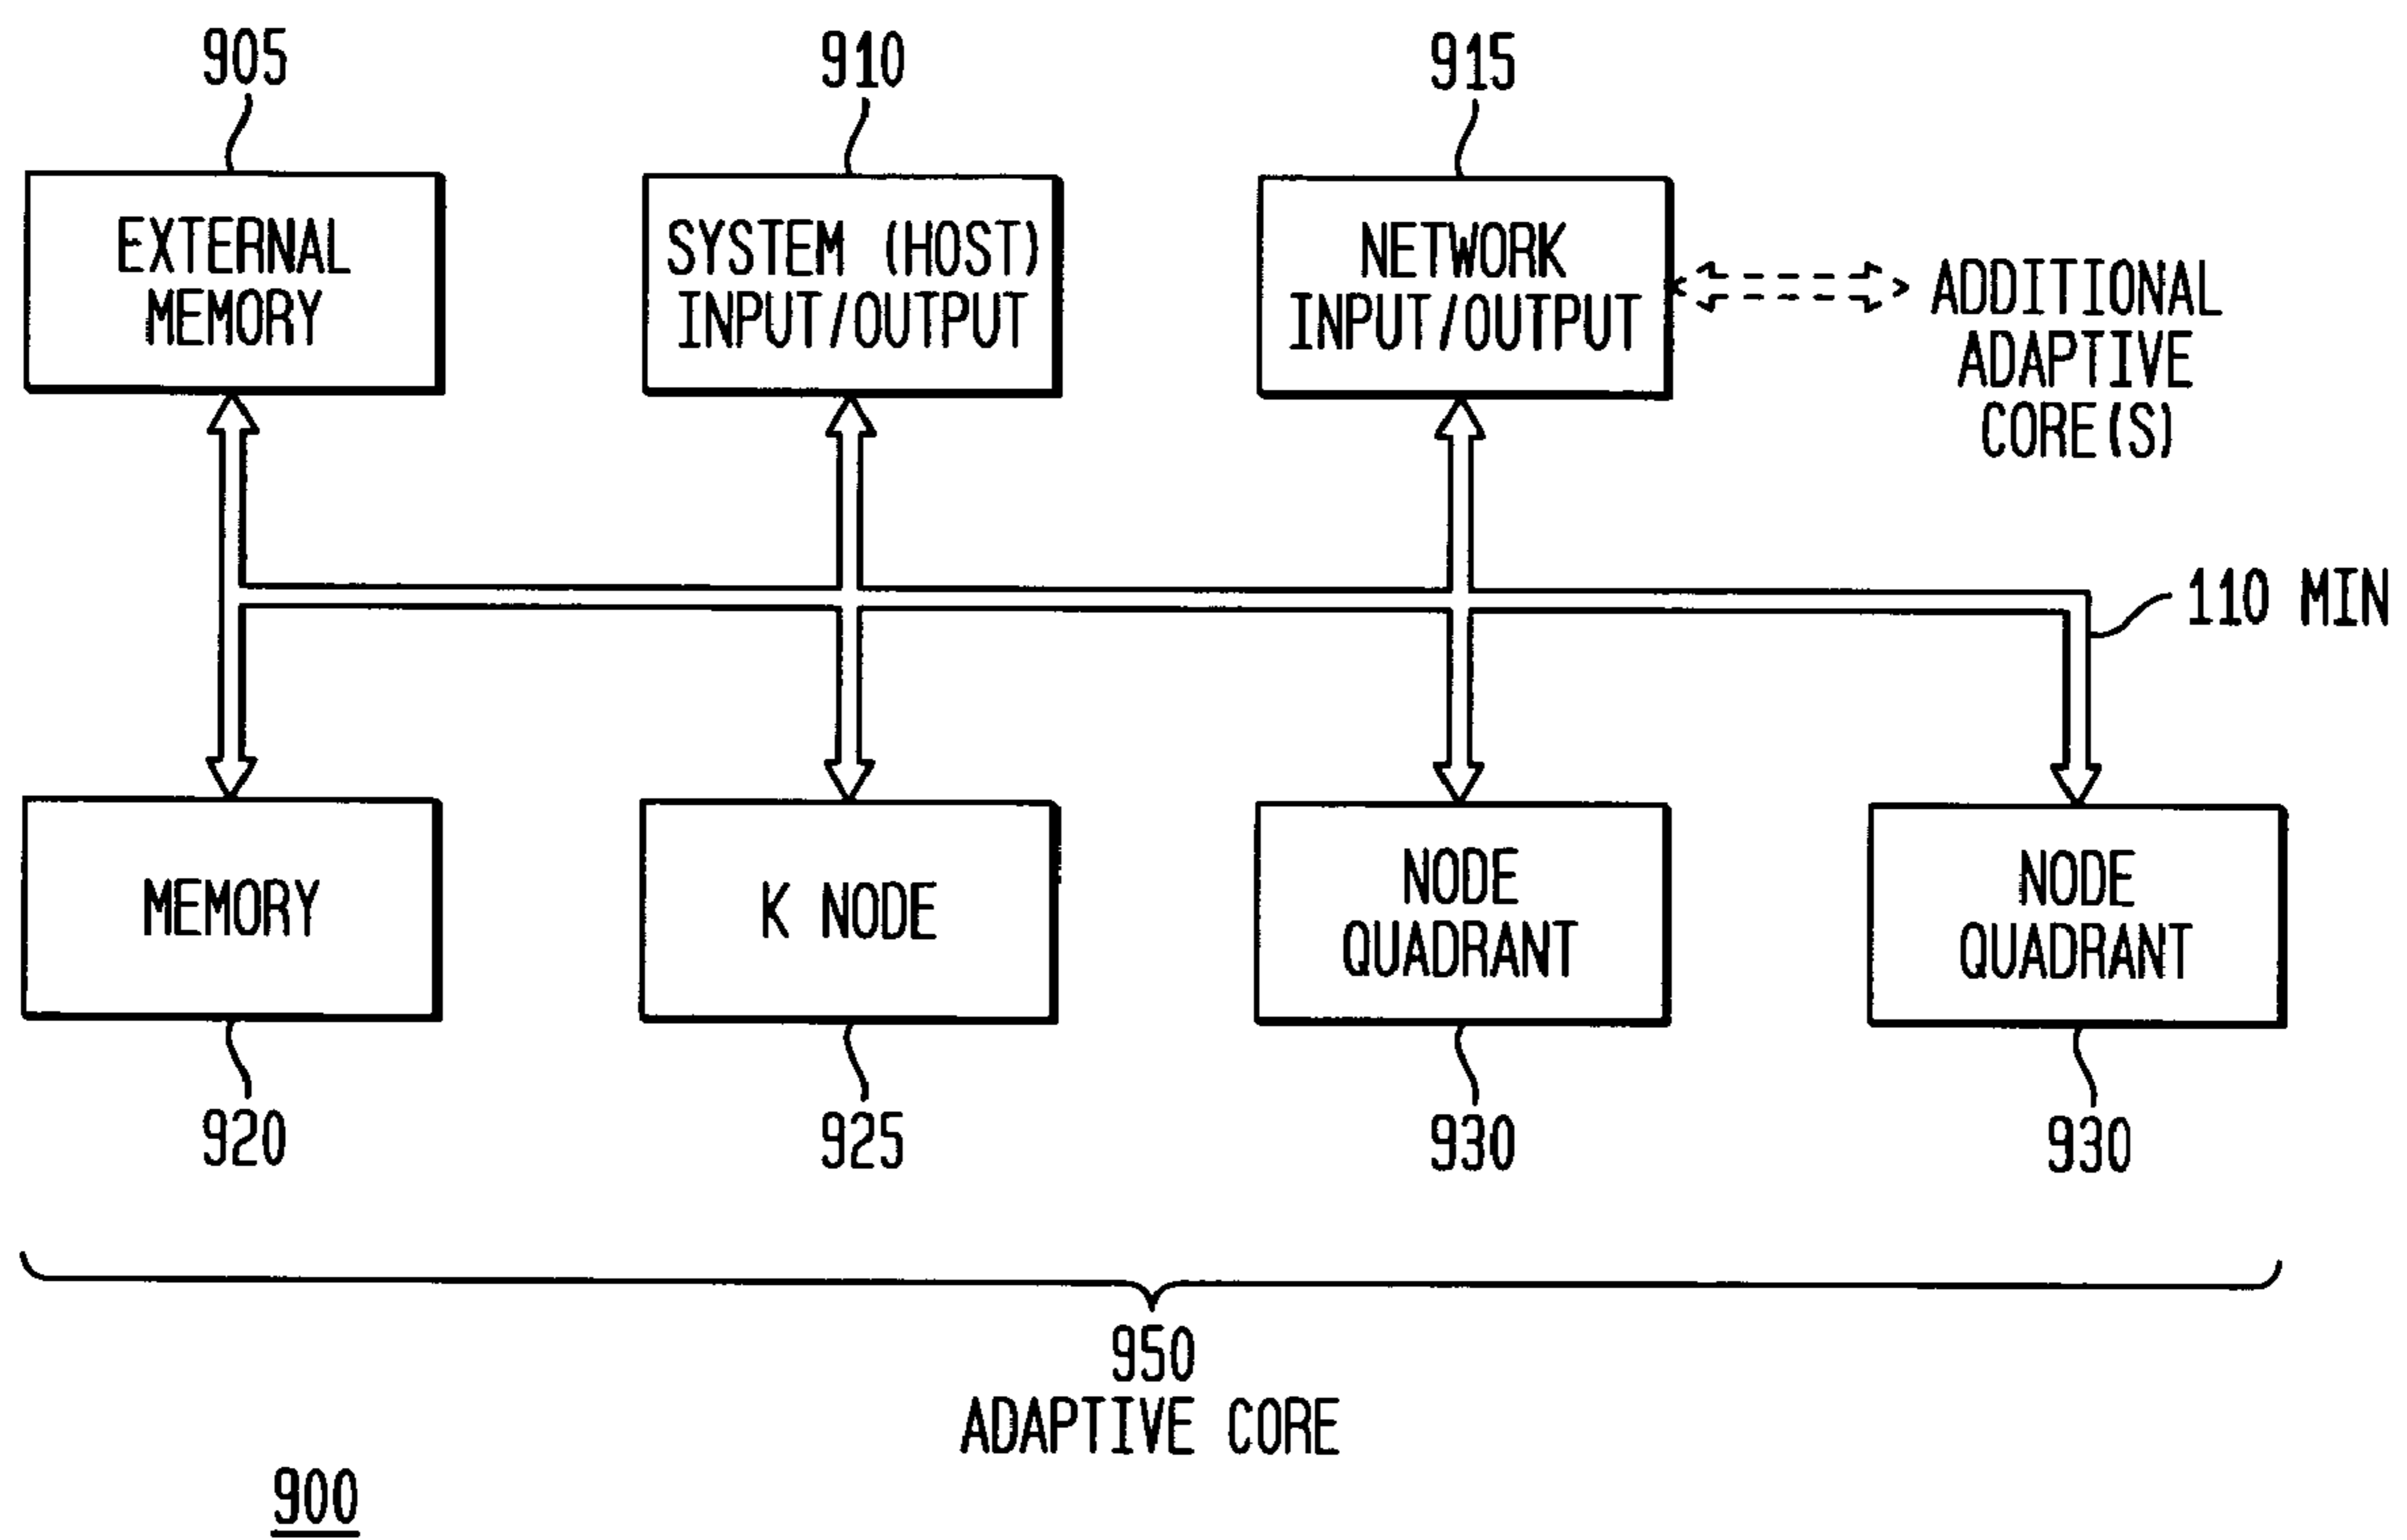 905
910
915
EXTERNAL
MEMORY
SYSTEM (HOST)
INPUT/OUTPUT
NETWORK
INPUT/OUTPUT
ADDITIONAL
ADAPTIVE
CORE(S)
110 MIN
MEMORY
K NODE
NODE
QUADRANT
NODE
QUADRANT
920
925
930
930
950
ADAPTIVE CORE
900